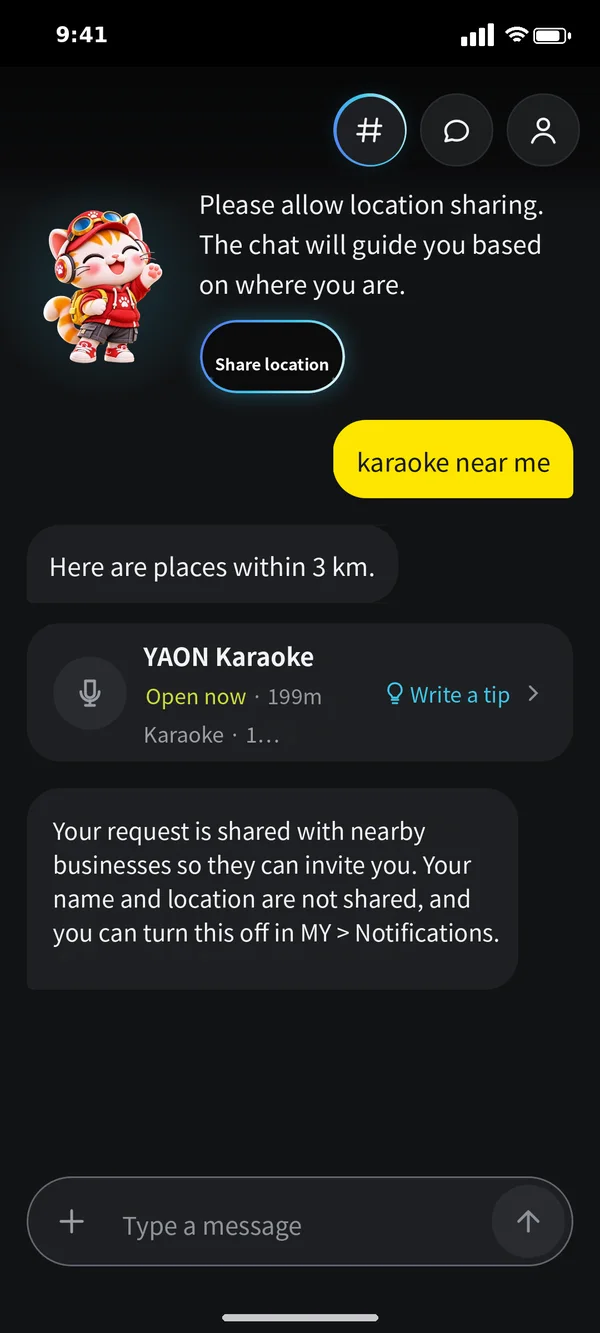 9:41
Please allow location sharing.
The chat will guide you based
on where you are.
Share location
karaoke near me
Here are places within 3 km.
YAON Karaoke
Open now · 199m
Karaoke · 1…
Write a tip
Your request is shared with nearby
businesses so they can invite you. Your
name and location are not shared, and
you can turn this off in MY > Notifications.
Type a message